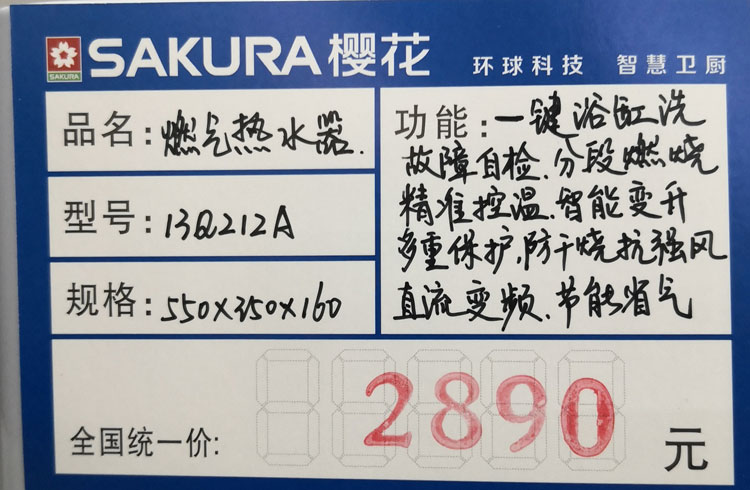 SAKURA
SAKURA樱花 环球科技 智慧卫厨
品名：燃气热水器.
型号：13Q212A
规格：550×350×160
功能：一键浴缸洗
故障自检.分段燃烧
精准控温.智能变升
多重保护.防干烧抗强风
直流变频.节能省气
全国统一价: 2890 元